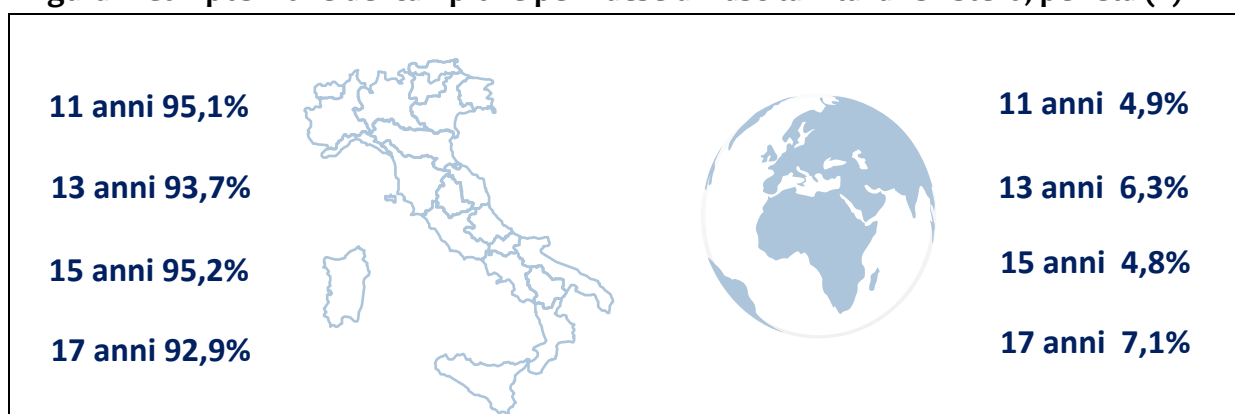 11 anni 95,1%
13 anni 93,7%
15 anni 95,2%
17 anni 92,9%
11 anni 4,9%
13 anni 6,3%
15 anni 4,8%
17 anni 7,1%